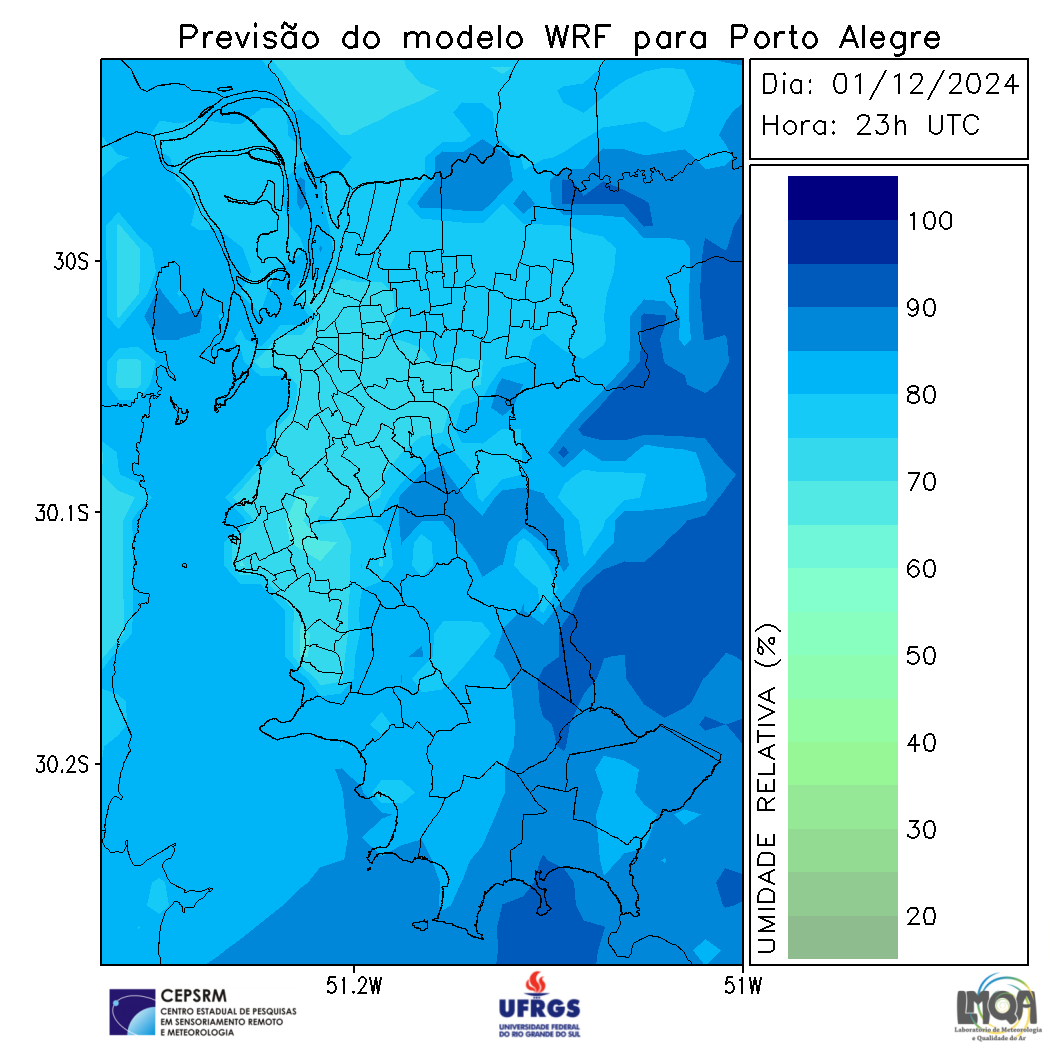 Previsão do modelo WRF para Porto Alegre
Dia: 01/12/2024
Hora: 23h UTC
100
90
80
70
60
50
40
30
20
UMIDADE RELATIVA (%)
30S
30.1S
30.2S
51.2W
51W
CEPSRM
CENTRO ESTADUAL DE PESQUISAS
EM SENSORIAMENTO REMOTO
E METEOROLOGIA
UFRGS
UNIVERSIDADE FEDERAL
DO RIO GRANDE DO SUL
LMQA
Laboratório de Meteorologia
e Qualidade do Ar